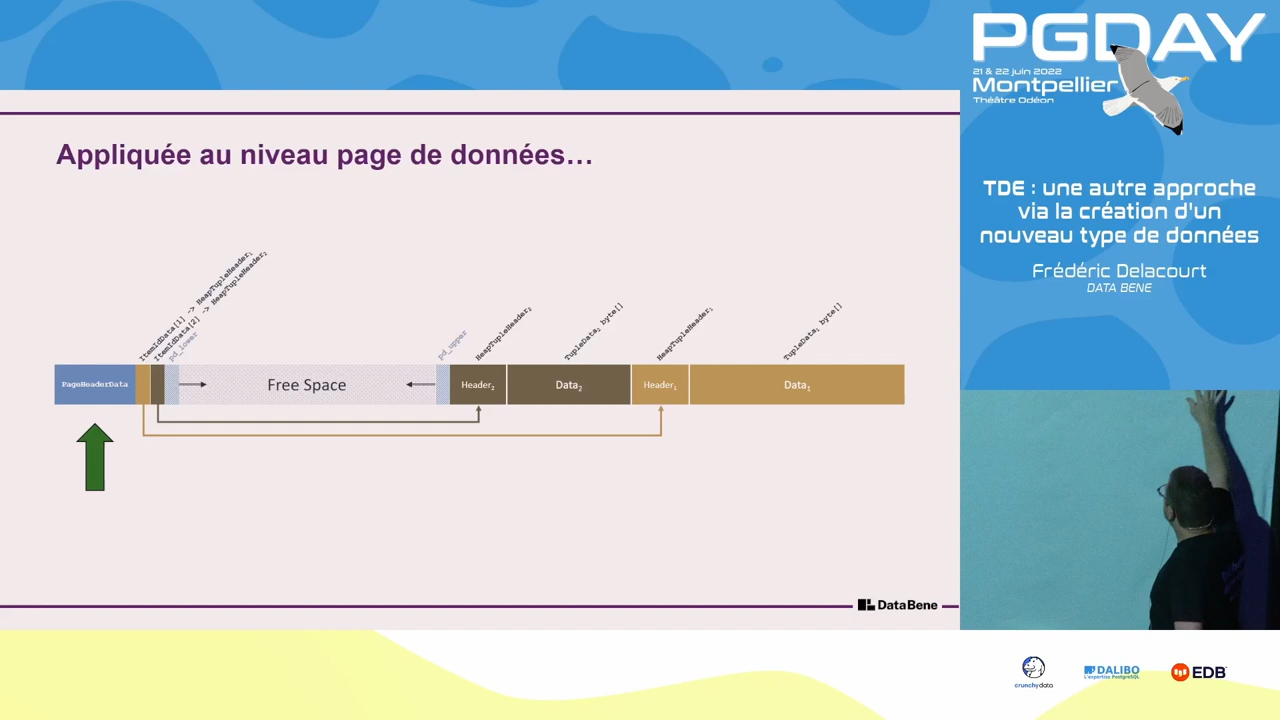 PGDAY
21 & 22 juin 2022
Montpellier
Théâtre Odéon
TDE : une autre approche
via la création d'un
nouveau type de données
Frédéric Delacourt
DATA BENE
Appliquée au niveau page de données…
ItemIdData[1] -> HeapTupleHeader₁
ItemIdData[2] -> HeapTupleHeader₂
pd_lower
pd_upper
HeapTupleHeader₂
TupleData₂ byte[]
HeapTupleHeader₁
TupleData₁ byte[]
PageHeaderData
Free Space
Header₂
Data₂
Header₁
Data₁
Data Bene
crunchydata
DALIBO
L'expertise PostgreSQL
EDB